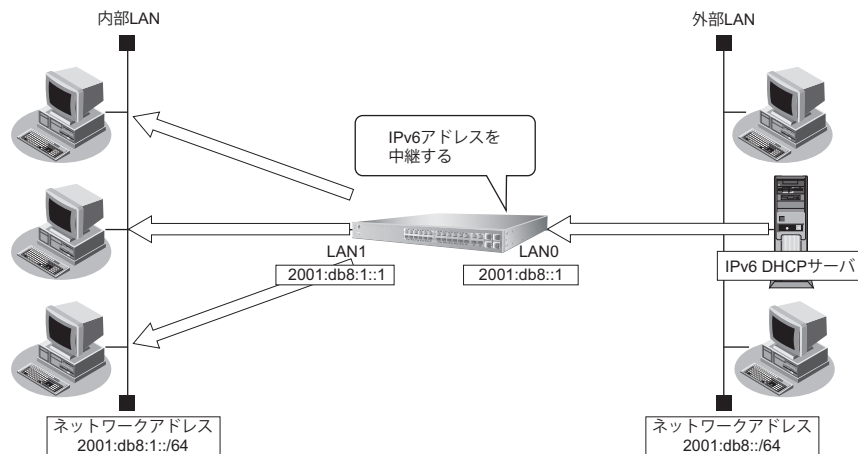 内部LAN
外部LAN
IPv6アドレスを
中継する
LAN1
2001:db8:1::1
LAN0
2001:db8::1
IPv6 DHCPサーバ
ネットワークアドレス
2001:db8:1::/64
ネットワークアドレス
2001:db8::/64